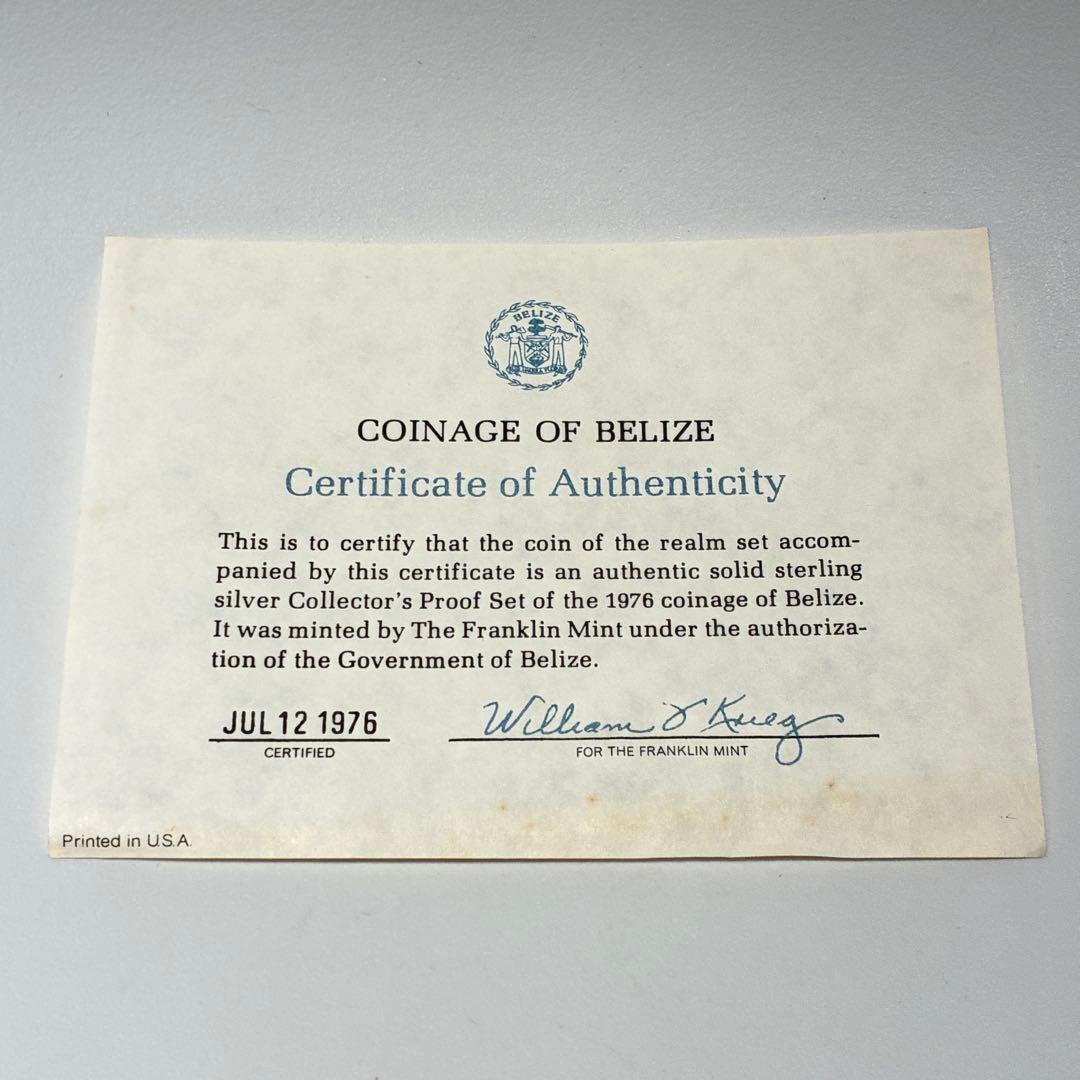 BELIZE
COINAGE OF BELIZE
Certificate of Authenticity
This is to certify that the coin of the realm set accom-
panied by this certificate is an authentic solid sterling
silver Collector's Proof Set of the 1976 coinage of Belize.
It was minted by The Franklin Mint under the authoriza-
tion of the Government of Belize.
JUL 12 1976 William T Krieg
CERTIFIED FOR THE FRANKLIN MINT
Printed in U.S.A.